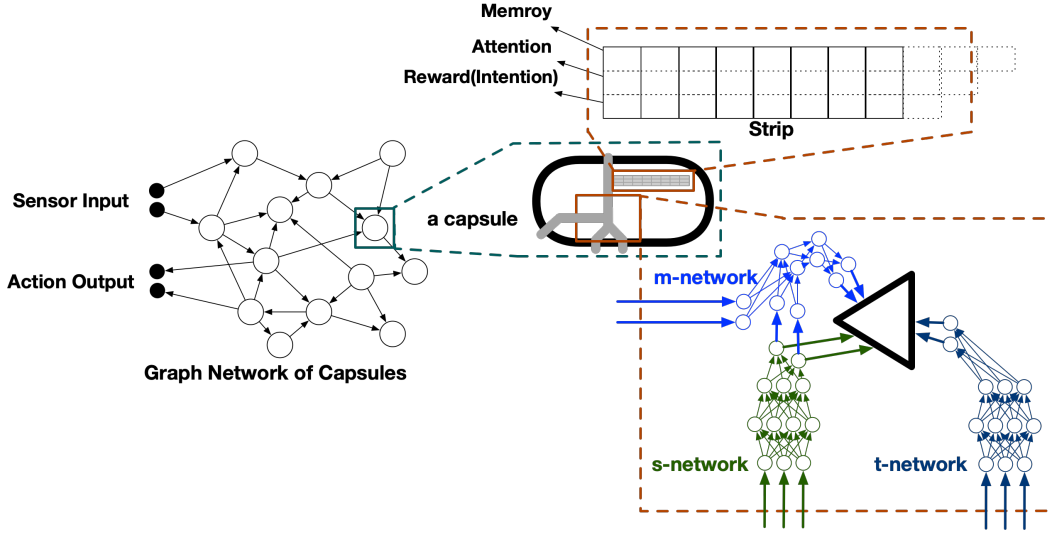 Memroy
Attention
Reward(Intention)
Strip
Sensor Input
a capsule
Action Output
m-network
Graph Network of Capsules
s-network
t-network